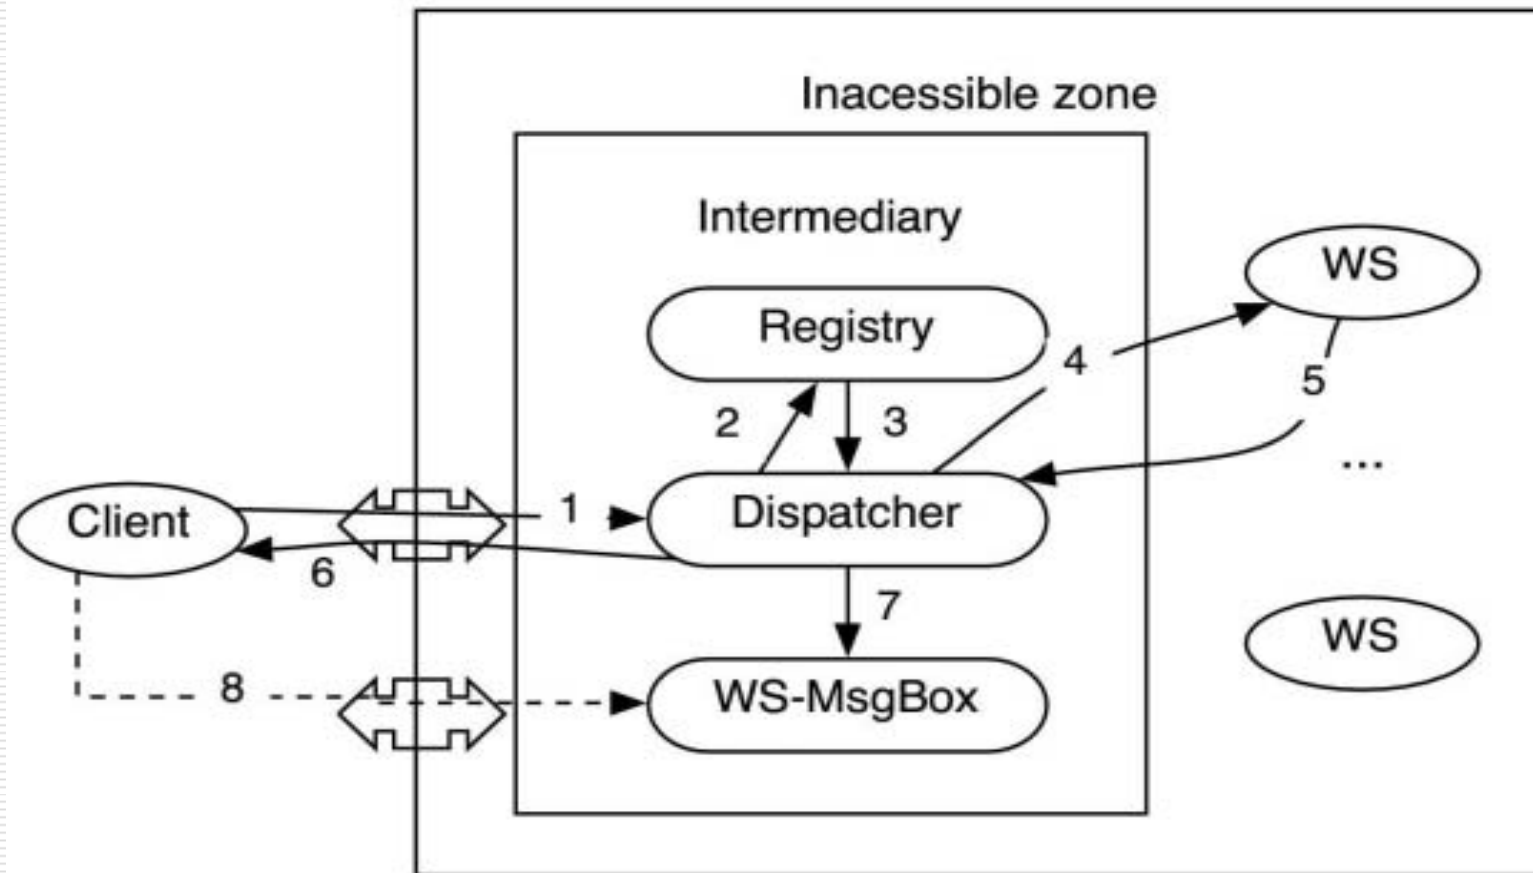 Inacessible zone
Intermediary
WS
Registry
4
5
2
3
...
Client
1
Dispatcher
6
7
WS
8
WS-MsgBox